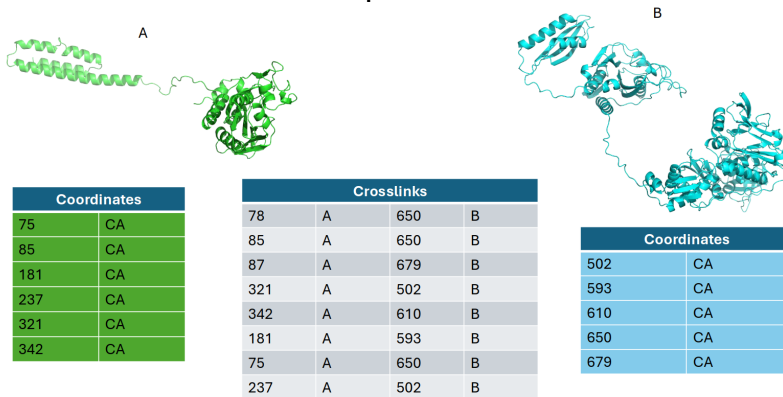 A
B
Coordinates
75 CA
85 CA
181 CA
237 CA
321 CA
342 CA
Crosslinks
78 A 650 B
85 A 650 B
87 A 679 B
321 A 502 B
342 A 610 B
181 A 593 B
75 A 650 B
237 A 502 B
Coordinates
502 CA
593 CA
610 CA
650 CA
679 CA